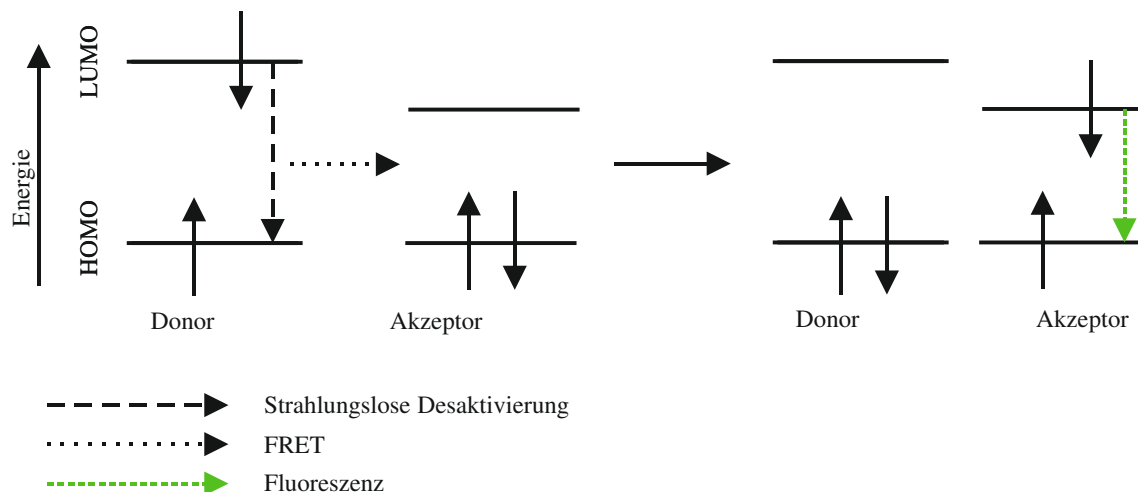 Energie
LUMO
HOMO
Donor
Akzeptor
Donor
Akzeptor
Strahlungslose Desaktivierung
FRET
Fluoreszenz